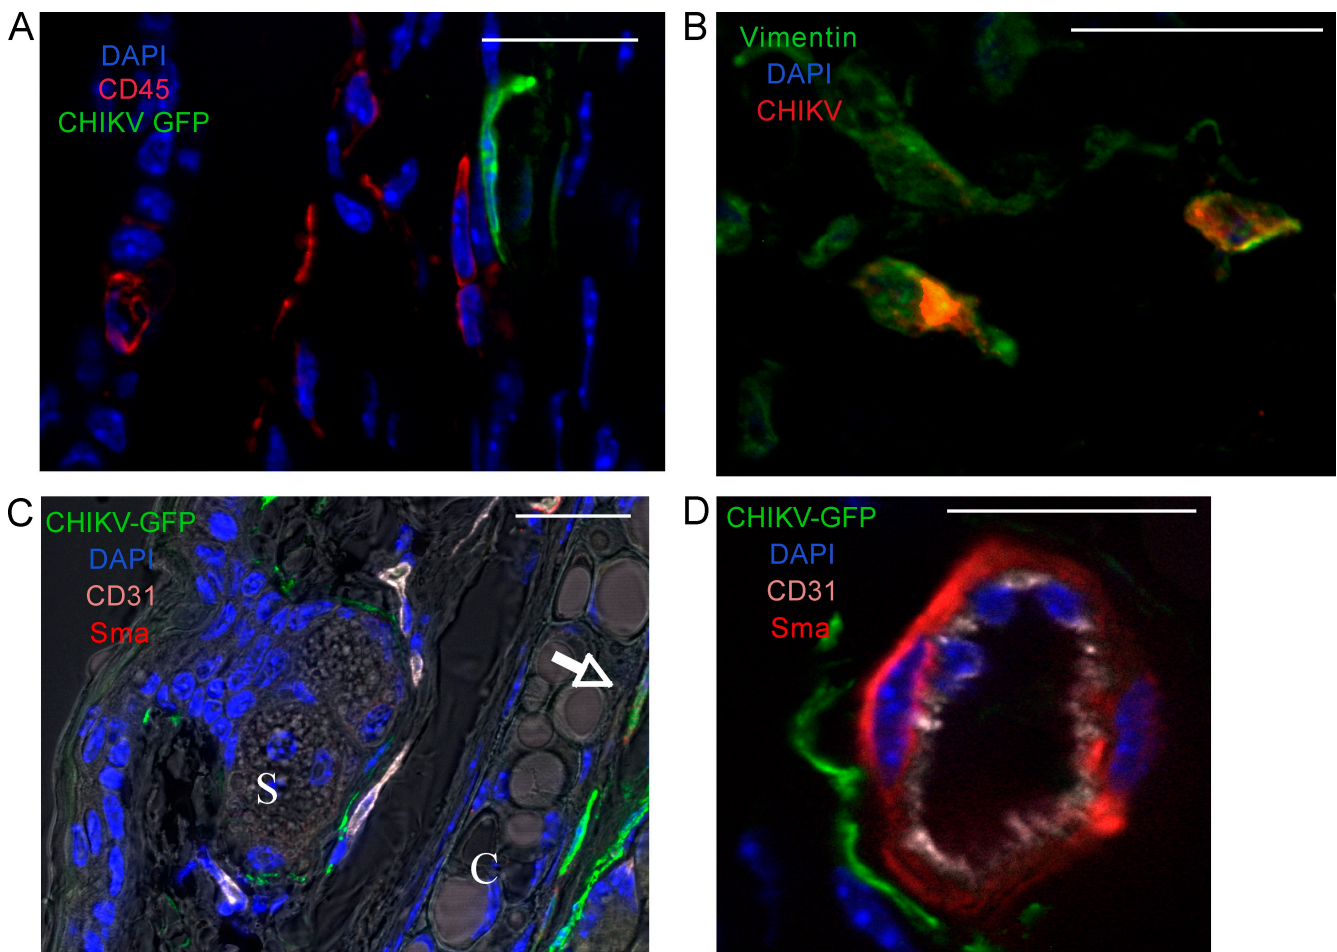 A
DAPI
CD45
CHIKV GFP
B
Vimentin
DAPI
CHIKV
C
CHIKV-GFP
DAPI
CD31
Sma
S
C
D
CHIKV-GFP
DAPI
CD31
Sma